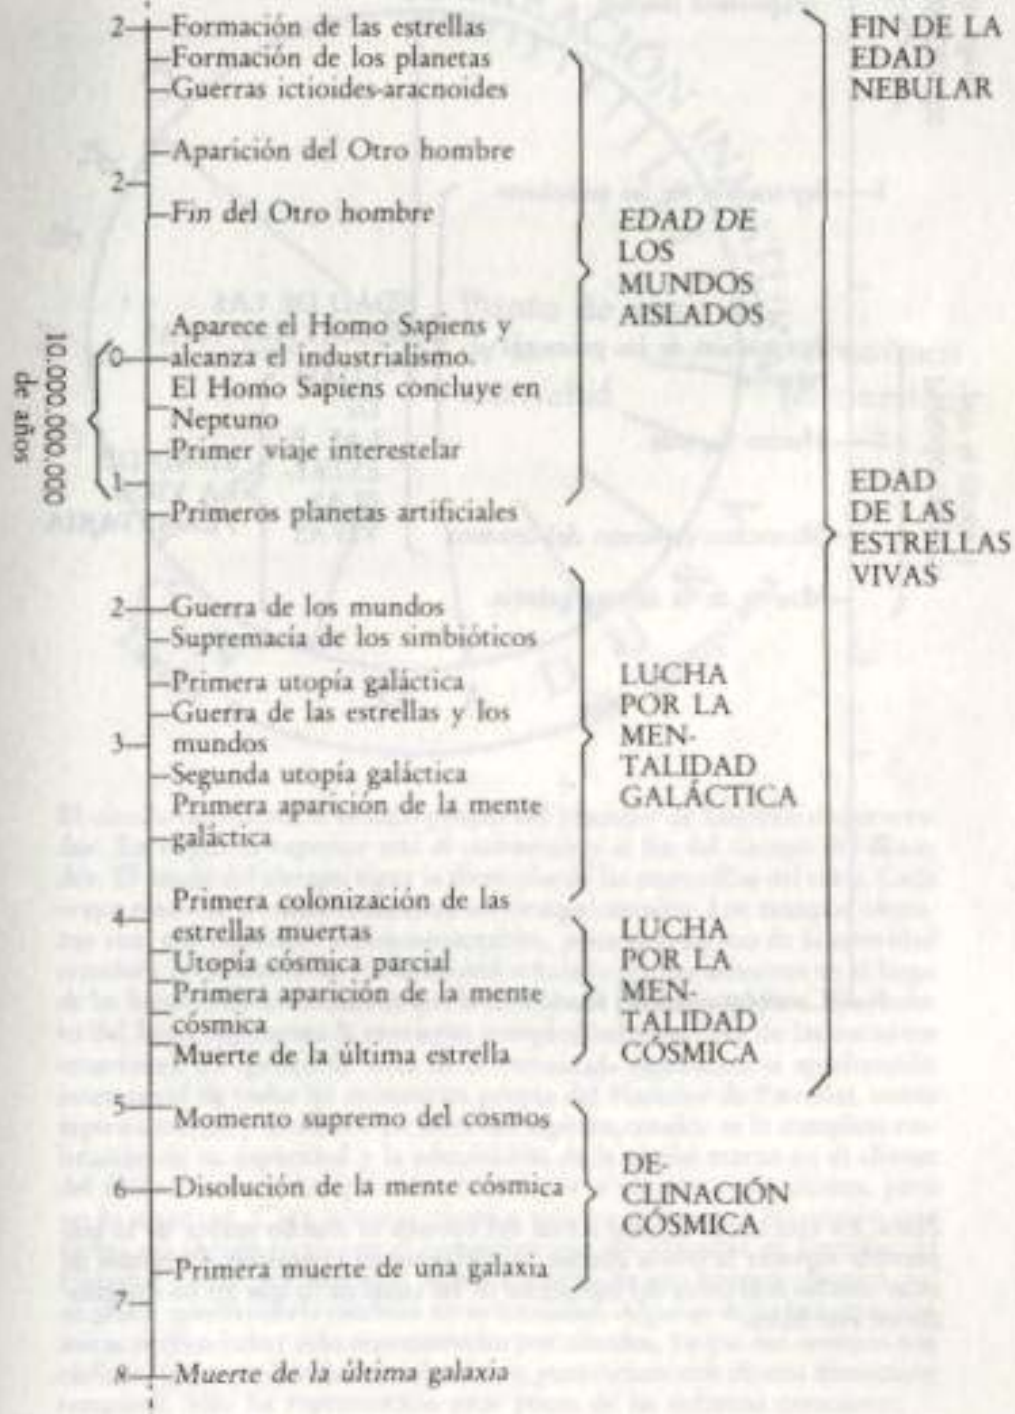 2 Formación de las estrellas
Formación de los planetas
Guerras ictioides-aracnoides
Aparición del Otro hombre
2
Fin del Otro hombre
Aparece el Homo Sapiens y
0 alcanza el industrialismo.
El Homo Sapiens concluye en
Neptuno
Primer viaje interestelar
1
Primeros planetas artificiales
10.000.000.000
de años
2 Guerra de los mundos
Supremacía de los simbióticos
Primera utopía galáctica
Guerra de las estrellas y los
3 mundos
Segunda utopía galáctica
Primera aparición de la mente
galáctica
Primera colonización de las
4 estrellas muertas
Utopía cósmica parcial
Primera aparición de la mente
cósmica
Muerte de la última estrella
5
Momento supremo del cosmos
6 Disolución de la mente cósmica
Primera muerte de una galaxia
7
8 Muerte de la última galaxia
EDAD DE
LOS
MUNDOS
AISLADOS
LUCHA
POR LA
MEN-
TALIDAD
GALÁCTICA
LUCHA
POR LA
MEN-
TALIDAD
CÓSMICA
DE-
CLINACIÓN
CÓSMICA
FIN DE LA
EDAD
NEBULAR
EDAD
DE LAS
ESTRELLAS
VIVAS